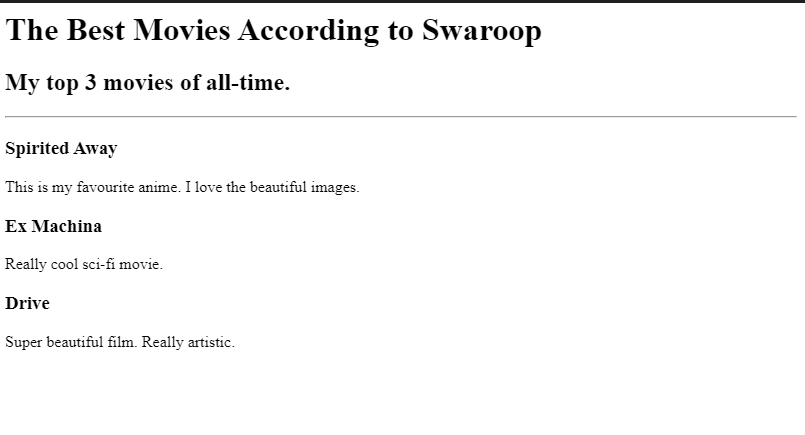 The Best Movies According to Swaroop
My top 3 movies of all-time.
Spirited Away
This is my favourite anime. I love the beautiful images.
Ex Machina
Really cool sci-fi movie.
Drive
Super beautiful film. Really artistic.